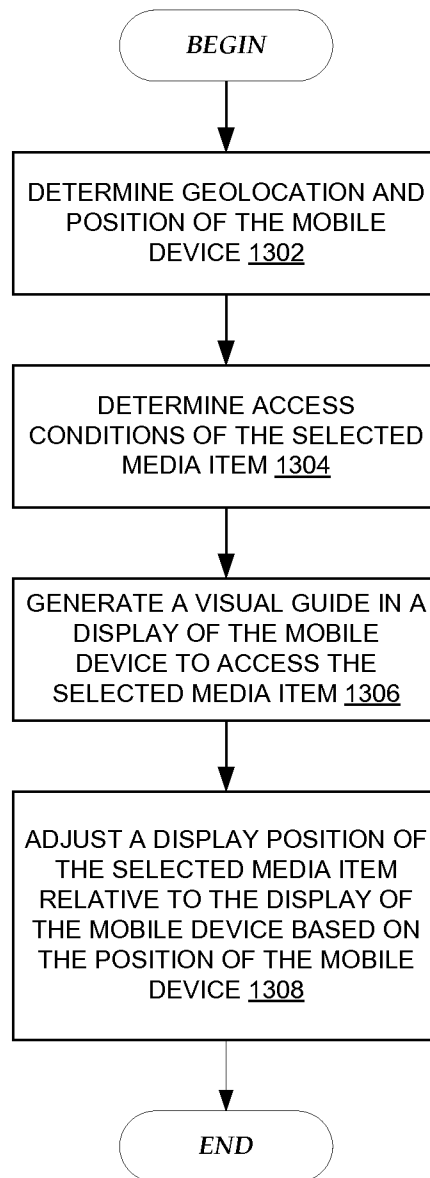 BEGIN
DETERMINE GEOLOCATION AND
POSITION OF THE MOBILE
DEVICE 1302
DETERMINE ACCESS
CONDITIONS OF THE SELECTED
MEDIA ITEM 1304
GENERATE A VISUAL GUIDE IN A
DISPLAY OF THE MOBILE
DEVICE TO ACCESS THE
SELECTED MEDIA ITEM 1306
ADJUST A DISPLAY POSITION OF
THE SELECTED MEDIA ITEM
RELATIVE TO THE DISPLAY OF
THE MOBILE DEVICE BASED ON
THE POSITION OF THE MOBILE
DEVICE 1308
END